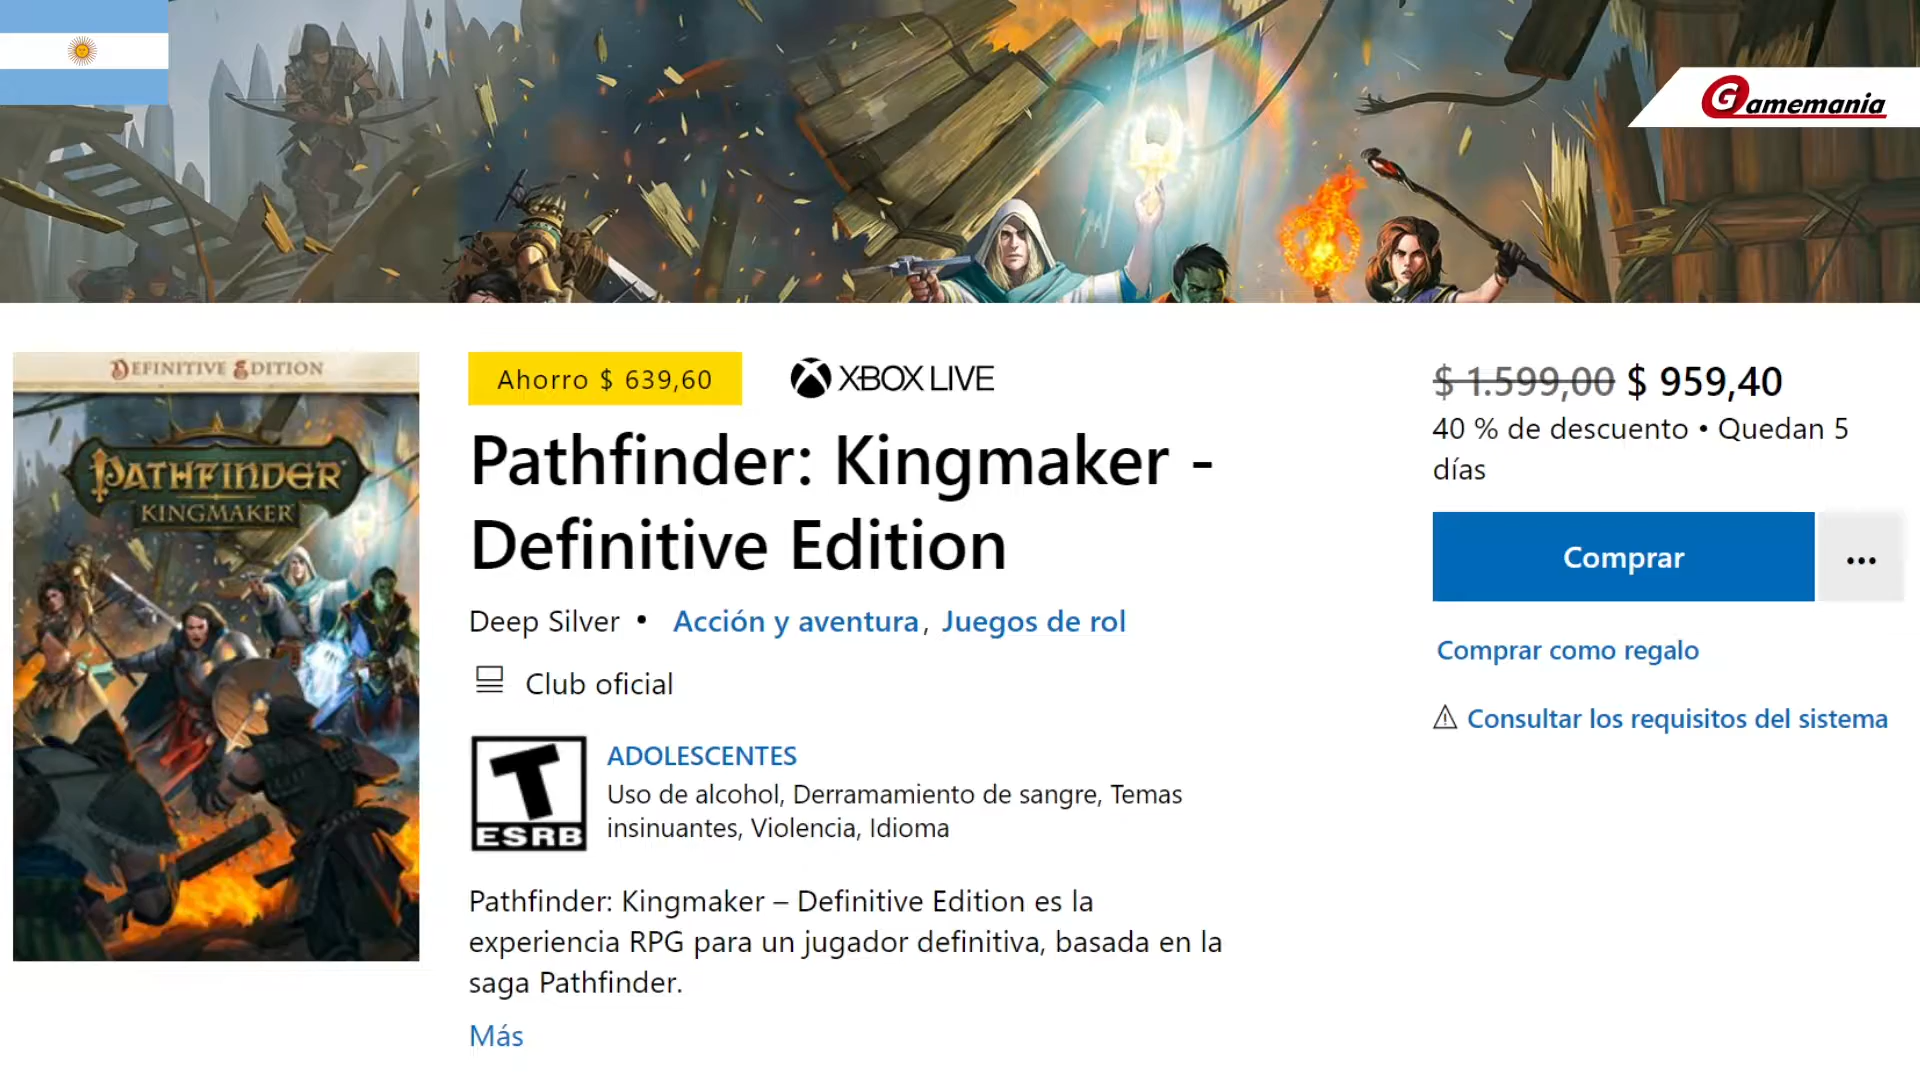 Gamemania
DEFINITIVE EDITION
PATHFINDER
KINGMAKER
Ahorro $ 639,60
XBOX LIVE
Pathfinder: Kingmaker -
Definitive Edition
Deep Silver • Acción y aventura, Juegos de rol
Club oficial
T
ESRB
ADOLESCENTES
Uso de alcohol, Derramamiento de sangre, Temas
insinuantes, Violencia, Idioma
Pathfinder: Kingmaker – Definitive Edition es la
experiencia RPG para un jugador definitiva, basada en la
saga Pathfinder.
Más
$ 1.599,00 $ 959,40
40 % de descuento • Quedan 5
días
Comprar
...
Comprar como regalo
Consultar los requisitos del sistema